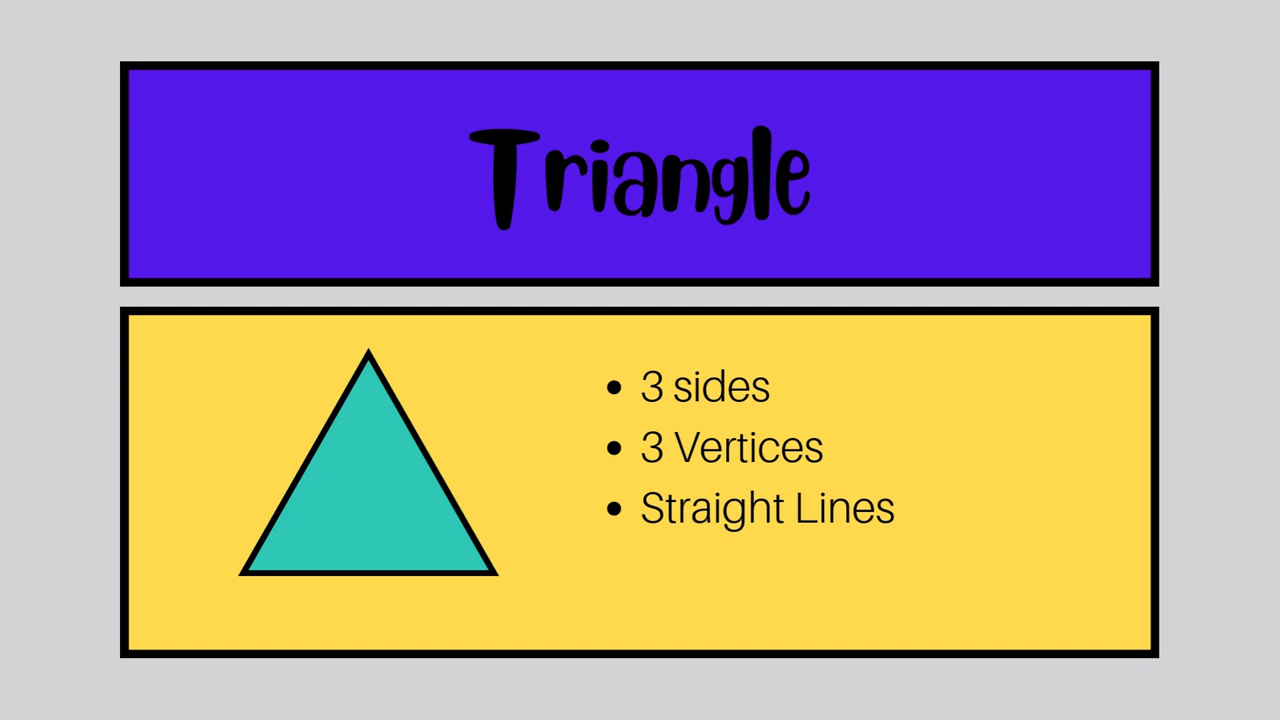 Triangle
• 3 sides
• 3 Vertices
• Straight Lines